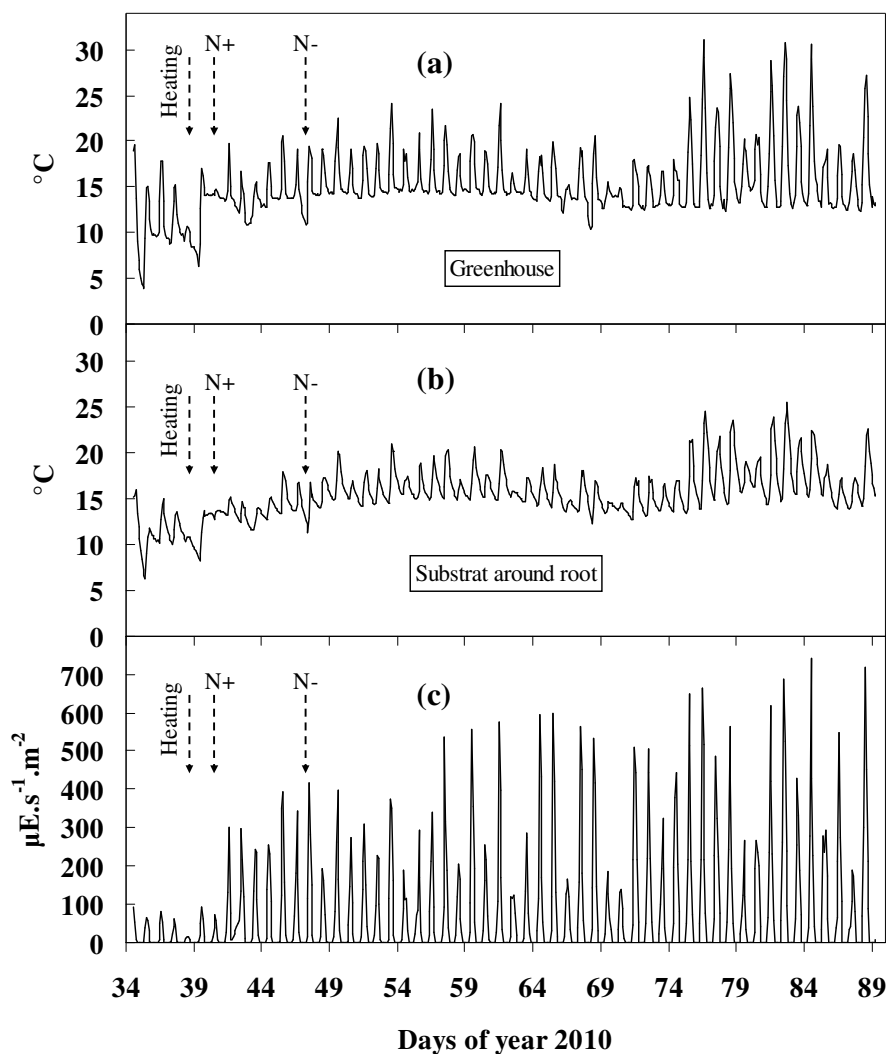 30
25
20
15
10
5
0
°C
Heating
N+
N-
(a)
Greenhouse
30
25
20
15
10
5
0
°C
Heating
N+
N-
(b)
Substrat around root
700
600
500
400
300
200
100
0
µE.s⁻¹.m⁻²
Heating
N+
N-
(c)
34 39 44 49 54 59 64 69 74 79 84 89
Days of year 2010